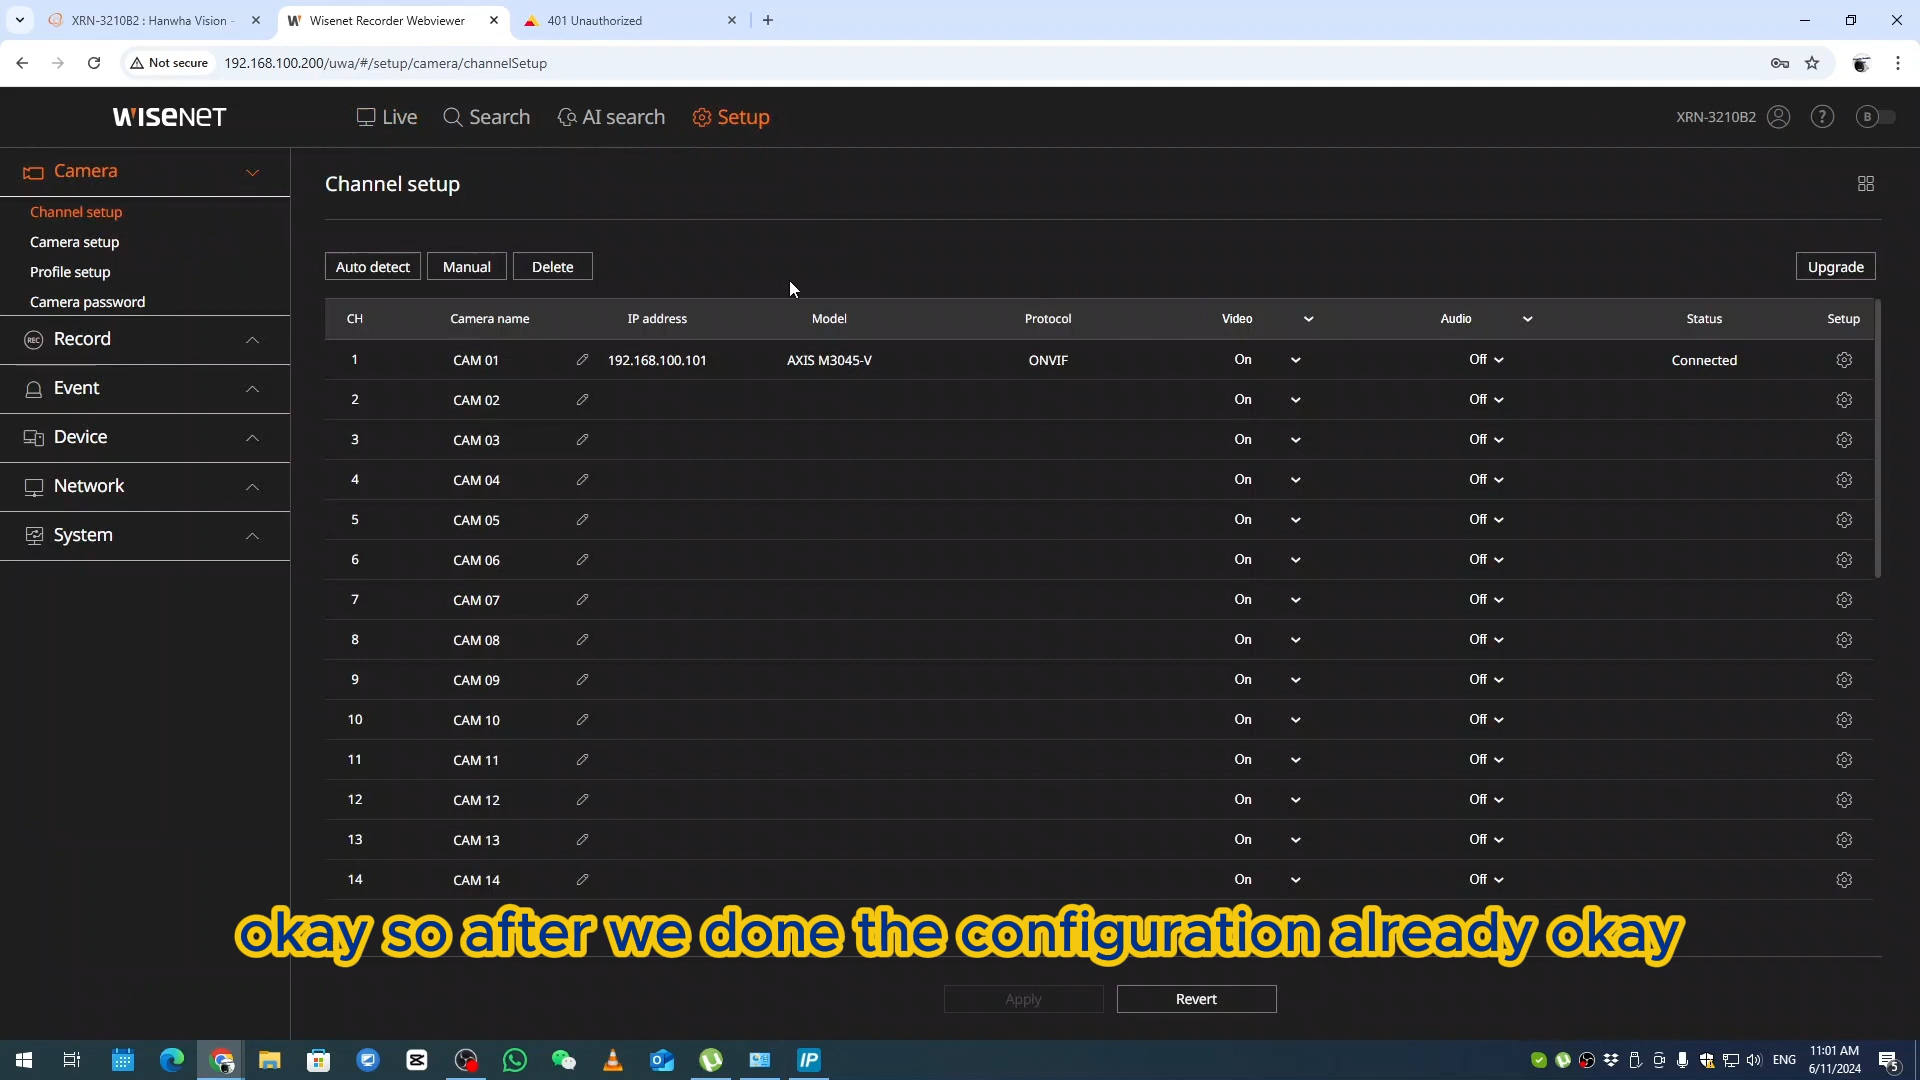 XRN-3210B2 : Hanwha Vision -
Wisenet Recorder Webviewer
401 Unauthorized
Not secure
192.168.100.200/uwa/#/setup/camera/channelSetup
WISENET
Live
Search
AI search
Setup
XRN-3210B2
?
B
Camera
Channel setup
Camera setup
Profile setup
Camera password
REC Record
Event
Device
Network
System
Channel setup
Auto detect Manual Delete Upgrade
CH Camera name IP address Model Protocol Video Audio Status Setup
1 CAM 01 192.168.100.101 AXIS M3045-V ONVIF On Off Connected
2 CAM 02 On Off
3 CAM 03 On Off
4 CAM 04 On Off
5 CAM 05 On Off
6 CAM 06 On Off
7 CAM 07 On Off
8 CAM 08 On Off
9 CAM 09 On Off
10 CAM 10 On Off
11 CAM 11 On Off
12 CAM 12 On Off
13 CAM 13 On Off
14 CAM 14 On Off
okay so after we done the configuration already okay
Apply Revert
IP
ENG
11:01 AM
6/11/2024
5